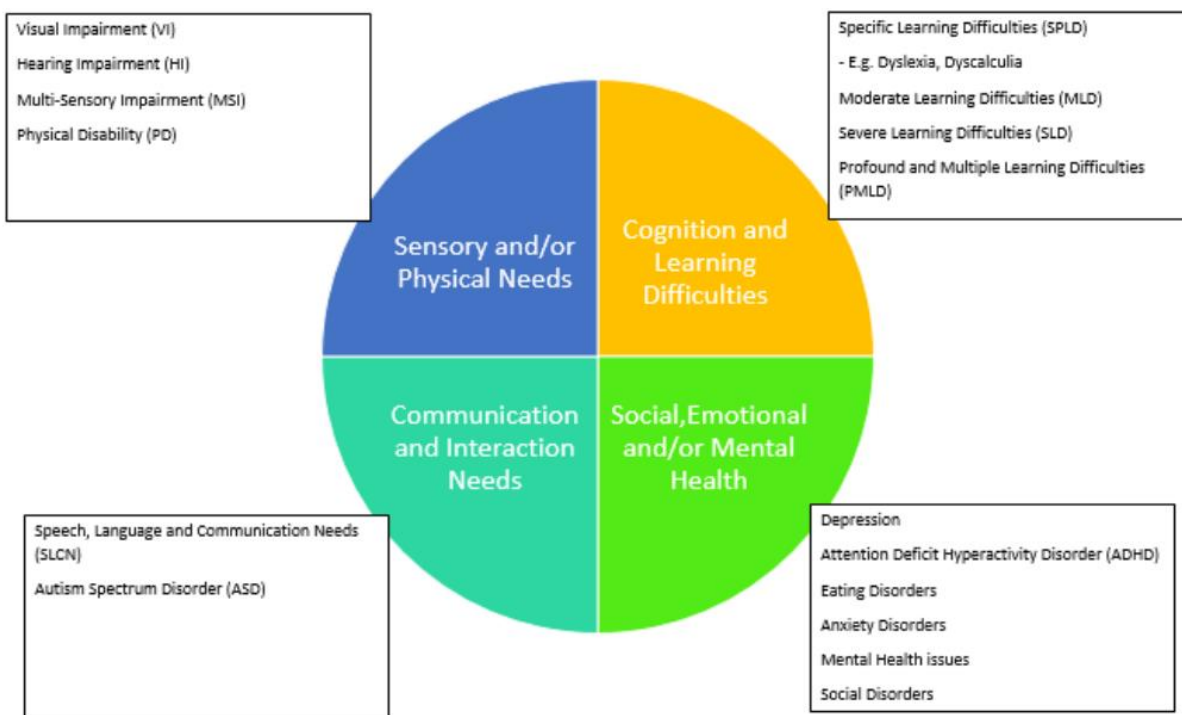 Visual Impairment (VI)
Hearing Impairment (HI)
Multi-Sensory Impairment (MSI)
Physical Disability (PD)
Specific Learning Difficulties (SPLD)
- E.g. Dyslexia, Dyscalculia
Moderate Learning Difficulties (MLD)
Severe Learning Difficulties (SLD)
Profound and Multiple Learning Difficulties
(PMLD)
Sensory and/or
Physical Needs
Cognition and
Learning
Difficulties
Communication
and Interaction
Needs
Social,Emotional
and/or Mental
Health
Speech, Language and Communication Needs
(SLCN)
Autism Spectrum Disorder (ASD)
Depression
Attention Deficit Hyperactivity Disorder (ADHD)
Eating Disorders
Anxiety Disorders
Mental Health issues
Social Disorders